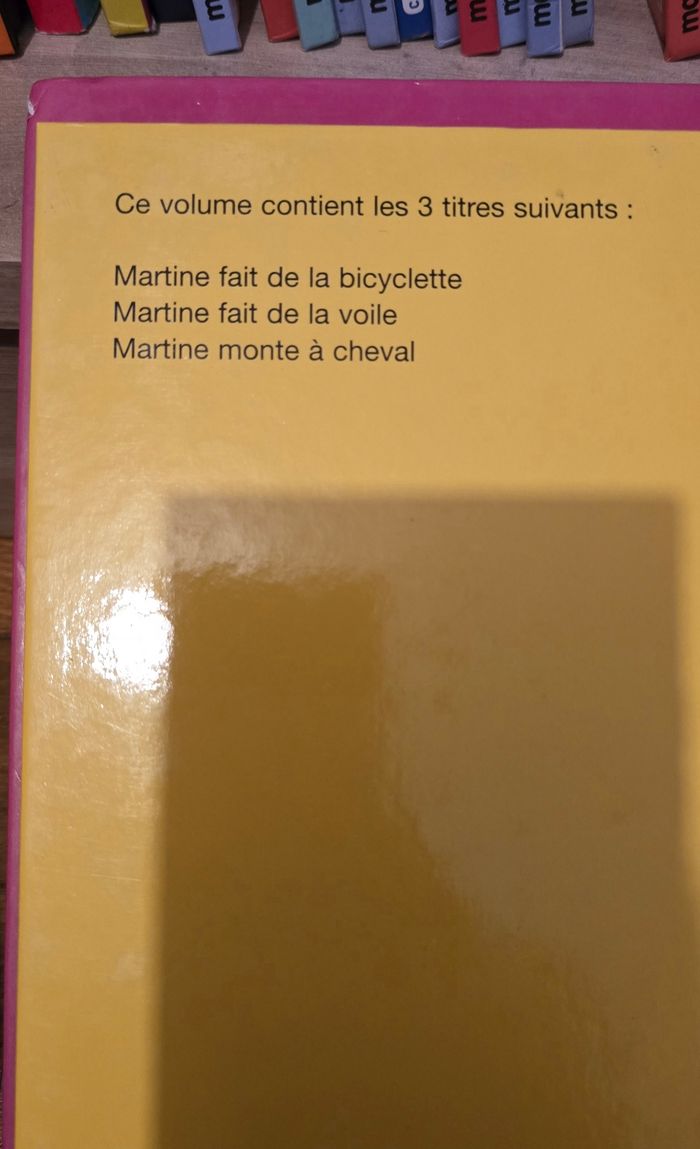 Ce volume contient les 3 titres suivants :
Martine fait de la bicyclette
Martine fait de la voile
Martine monte à cheval